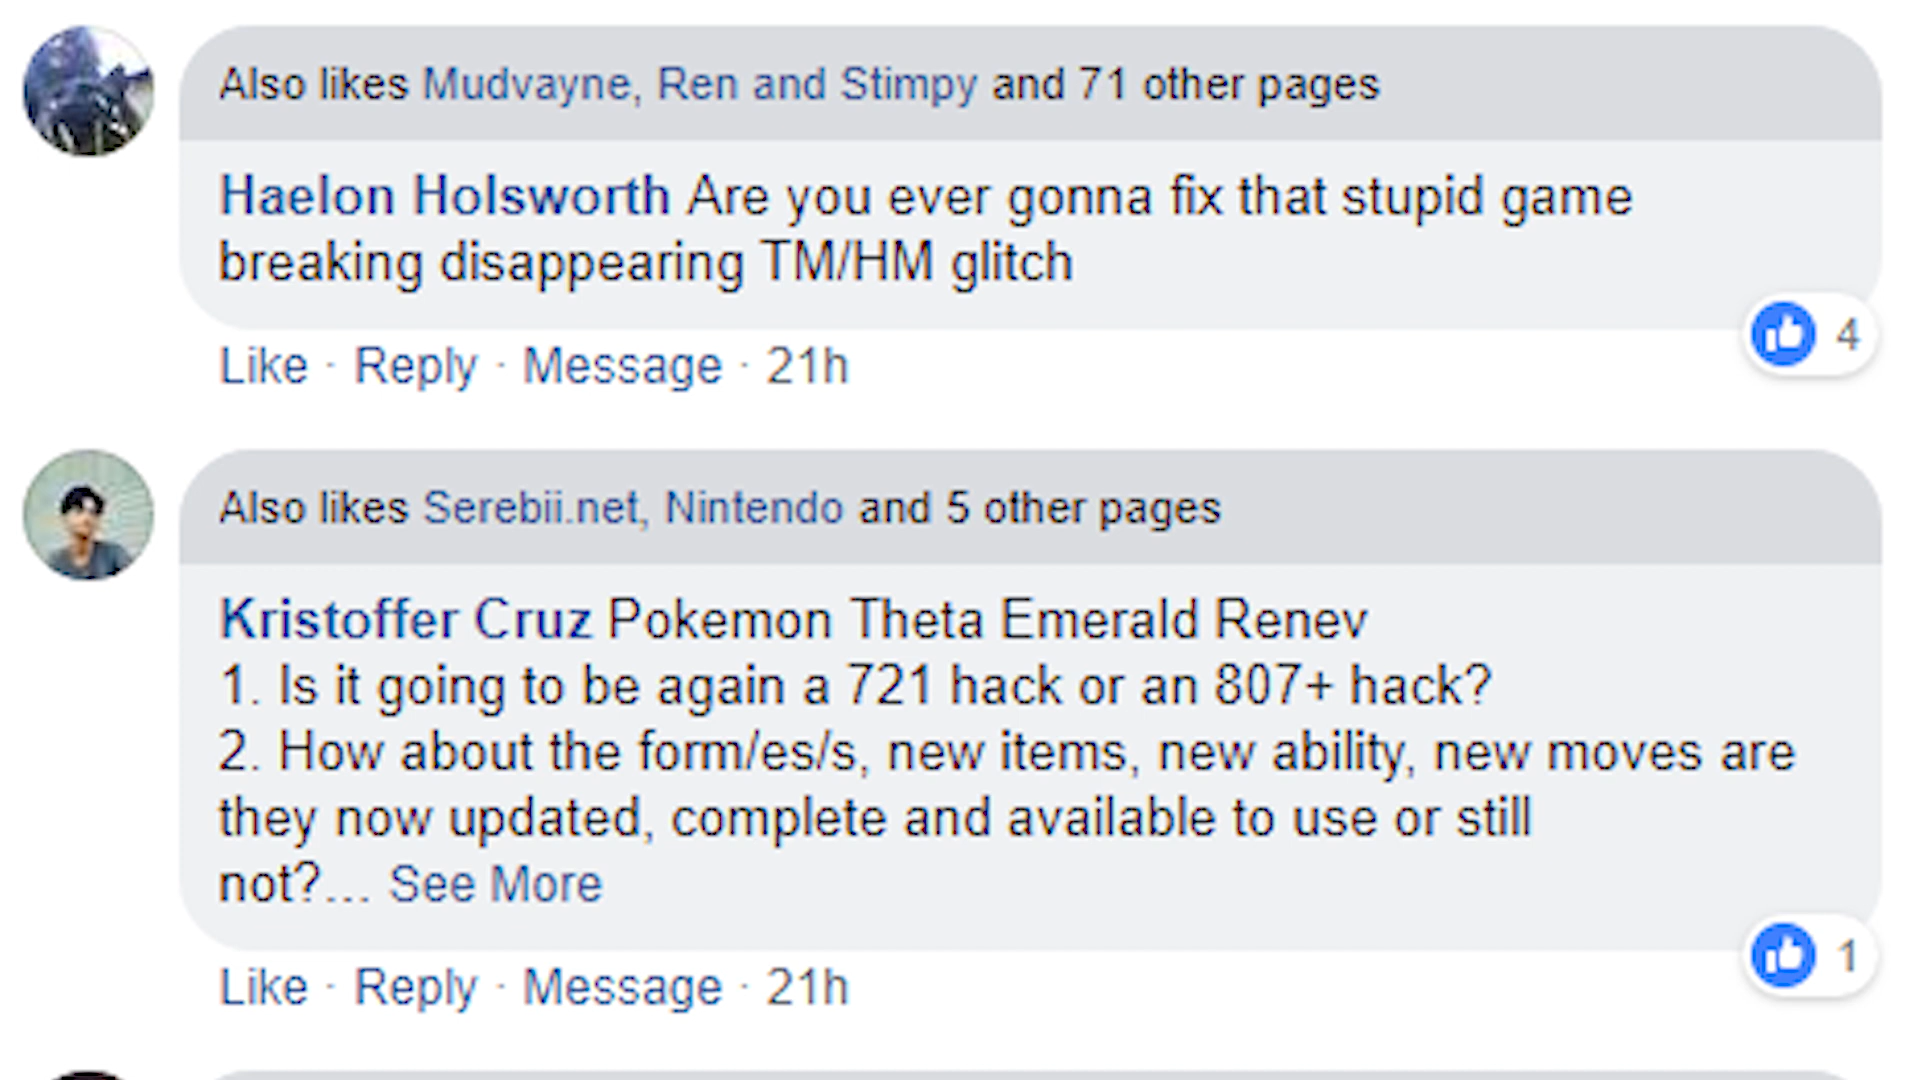 Also likes Mudvayne, Ren and Stimpy and 71 other pages
Haelon Holsworth Are you ever gonna fix that stupid game
breaking disappearing TM/HM glitch
4
Like · Reply · Message · 21h
Also likes Serebii.net, Nintendo and 5 other pages
Kristoffer Cruz Pokemon Theta Emerald Renev
1. Is it going to be again a 721 hack or an 807+ hack?
2. How about the form/es/s, new items, new ability, new moves are
they now updated, complete and available to use or still
not?... See More
1
Like · Reply · Message · 21h